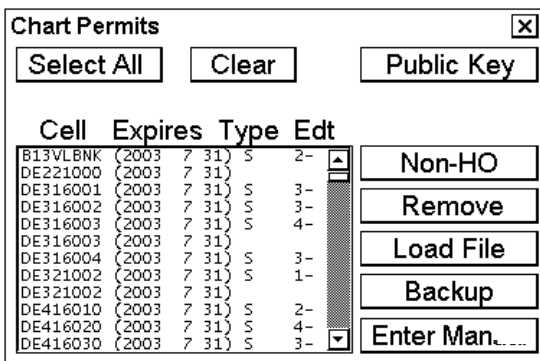 Chart Permits
Select All Clear Public Key
Cell Expires Type Edt
B13VLBNK (2003 7 31) S 2-
DE221000 (2003 7 31)
DE316001 (2003 7 31) S 3-
DE316002 (2003 7 31) S 3-
DE316003 (2003 7 31) S 4-
DE316003 (2003 7 31)
DE316004 (2003 7 31) S 3-
DE321002 (2003 7 31) S 1-
DE321002 (2003 7 31)
DE416010 (2003 7 31) S 2-
DE416020 (2003 7 31) S 4-
DE416030 (2003 7 31) S 3-
Non-HO
Remove
Load File
Backup
Enter Man....